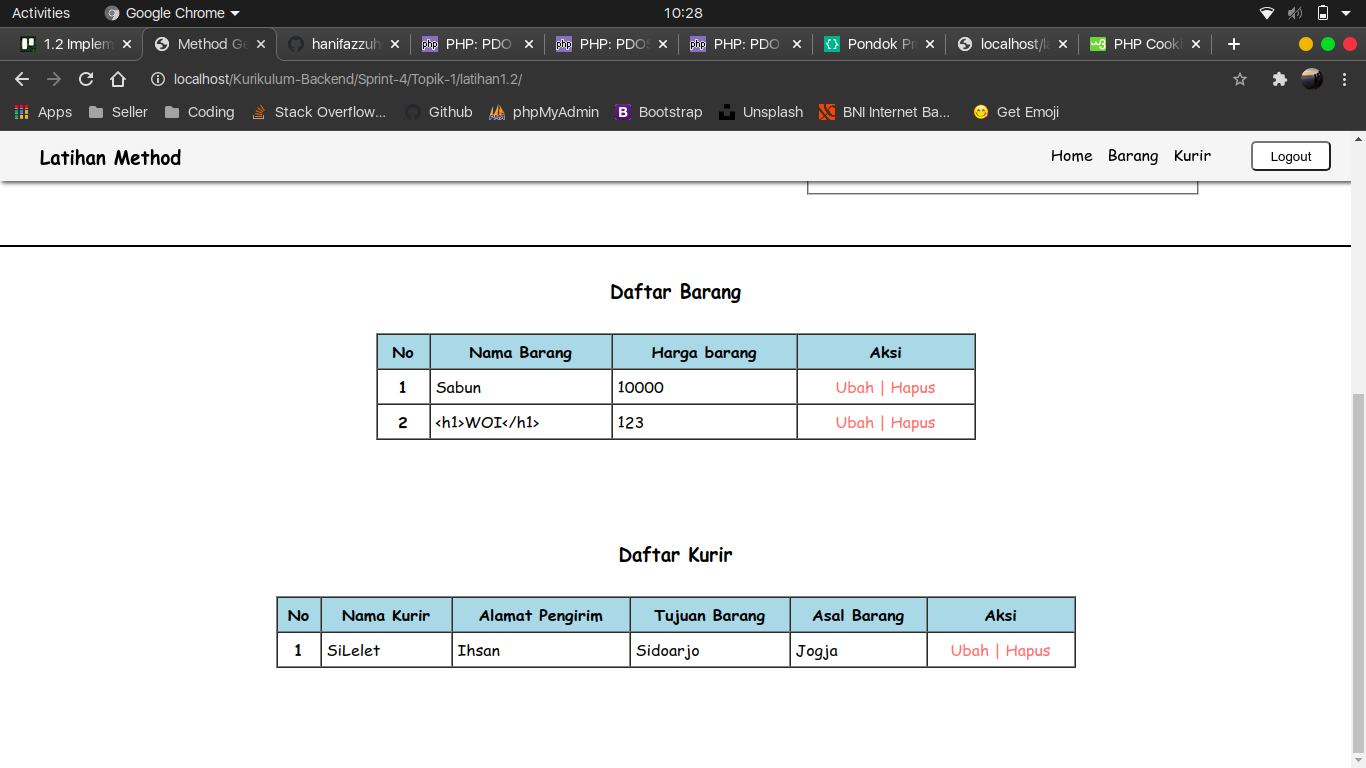 Activities Google Chrome 10:28
1.2 Implem Method Ge hanifazzuh PHP: PDO PHP: PDOS PHP: PDO Pondok Pr localhost/la PHP Cooki
localhost/Kurikulum-Backend/Sprint-4/Topik-1/latihan1.2/
Apps Seller Coding Stack Overflow... Github phpMyAdmin Bootstrap Unsplash BNI Internet Ba... Get Emoji
Latihan Method Home Barang Kurir Logout
Daftar Barang
No Nama Barang Harga barang Aksi
1 Sabun 10000 Ubah | Hapus
2 <h1>WOI</h1> 123 Ubah | Hapus
Daftar Kurir
No Nama Kurir Alamat Pengirim Tujuan Barang Asal Barang Aksi
1 SiLelet Ihsan Sidoarjo Jogja Ubah | Hapus